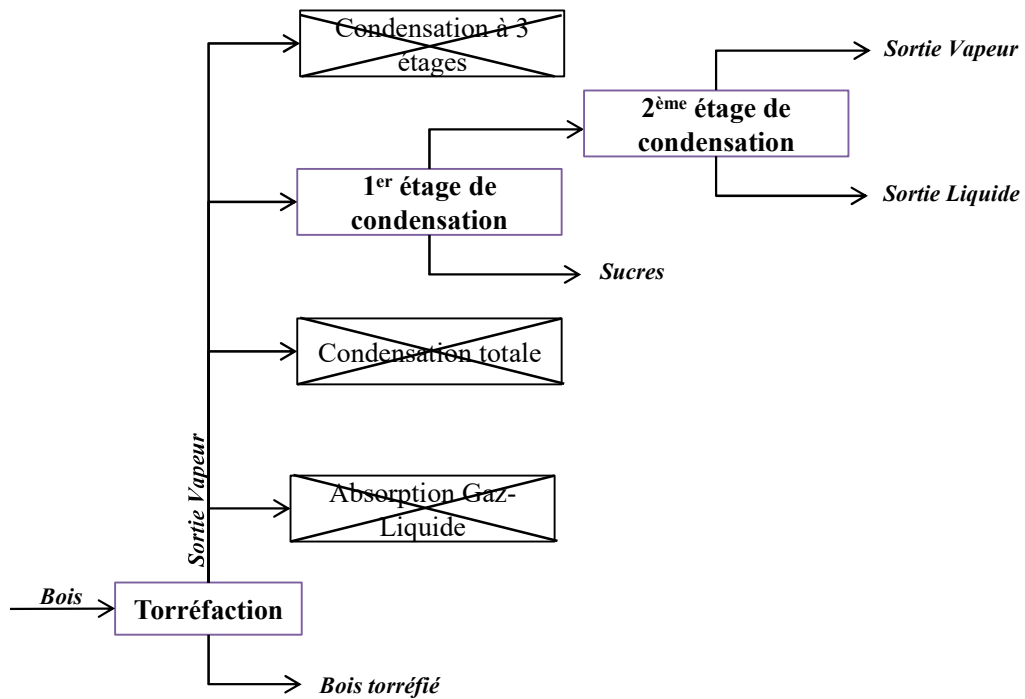 Condensation à 3
étages
Sortie Vapeur
2ème étage de
condensation
Sortie Liquide
1er étage de
condensation
Sucres
Condensation totale
Absorption Gaz-
Liquide
Sortie Vapeur
Bois
Torréfaction
Bois torréfié